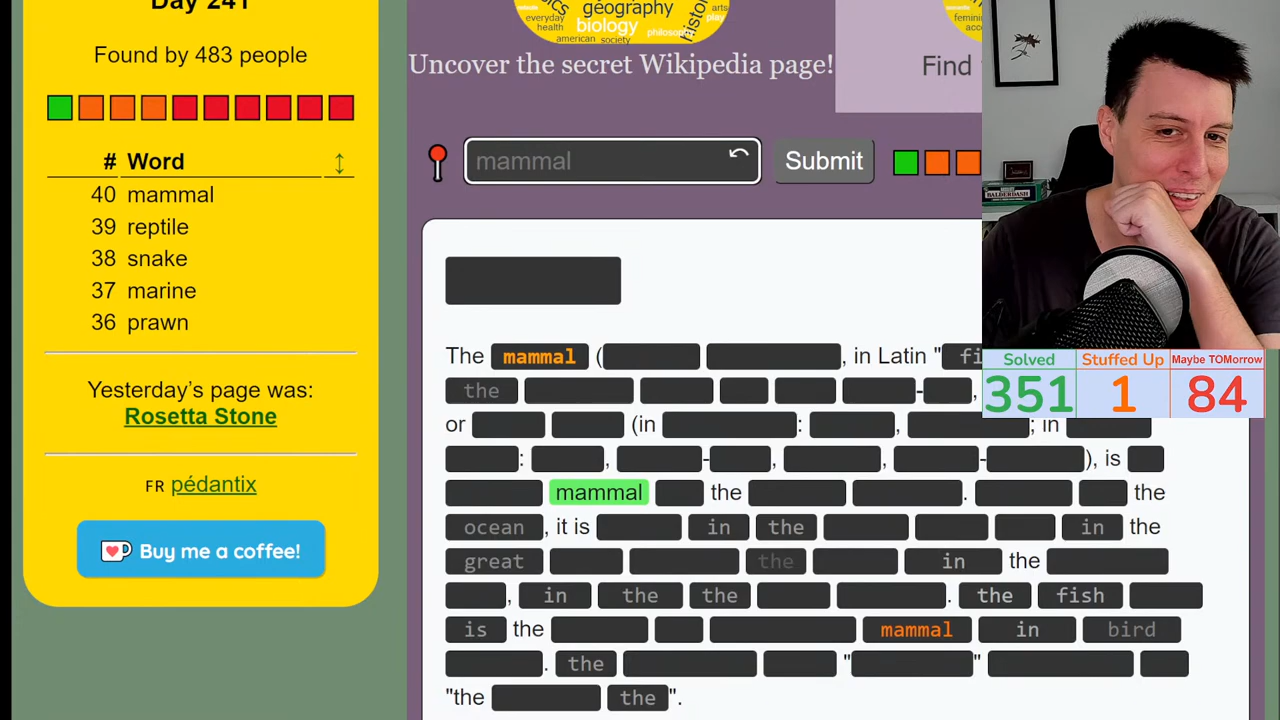 Day 241
Found by 483 people
# Word ↕
40 mammal
39 reptile
38 snake
37 marine
36 prawn
Yesterday's page was:
Rosetta Stone
FR pédantix
Buy me a coffee!
geography
everyday
health
biology
philosophy
american society
arts
play
Uncover the secret Wikipedia page!
Find
mammal
Submit
The mammal ( , in Latin "
the - ,
or (in : , ; in
: , - , , - ), is
mammal the . the
ocean , it is in the in the
great the in the
, in the the . the fish
is the mammal in bird
. the " "
"the the ".
Solved Stuffed Up Maybe TOMorrow
351 1 84